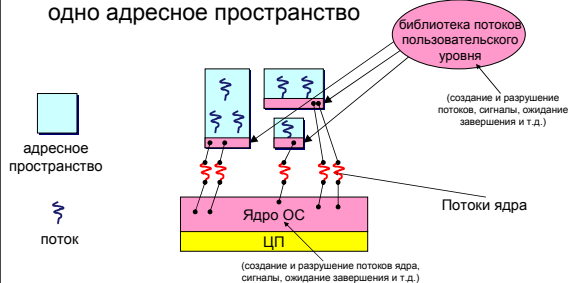 одно адресное пространство
библиотека потоков
пользовательского
уровня
(создание и разрушение
потоков, сигналы, ожидание
завершения и т.д.)
адресное
пространство
поток
Потоки ядра
Ядро ОС
ЦП
(создание и разрушение потоков ядра,
сигналы, ожидание завершения и т.д.)